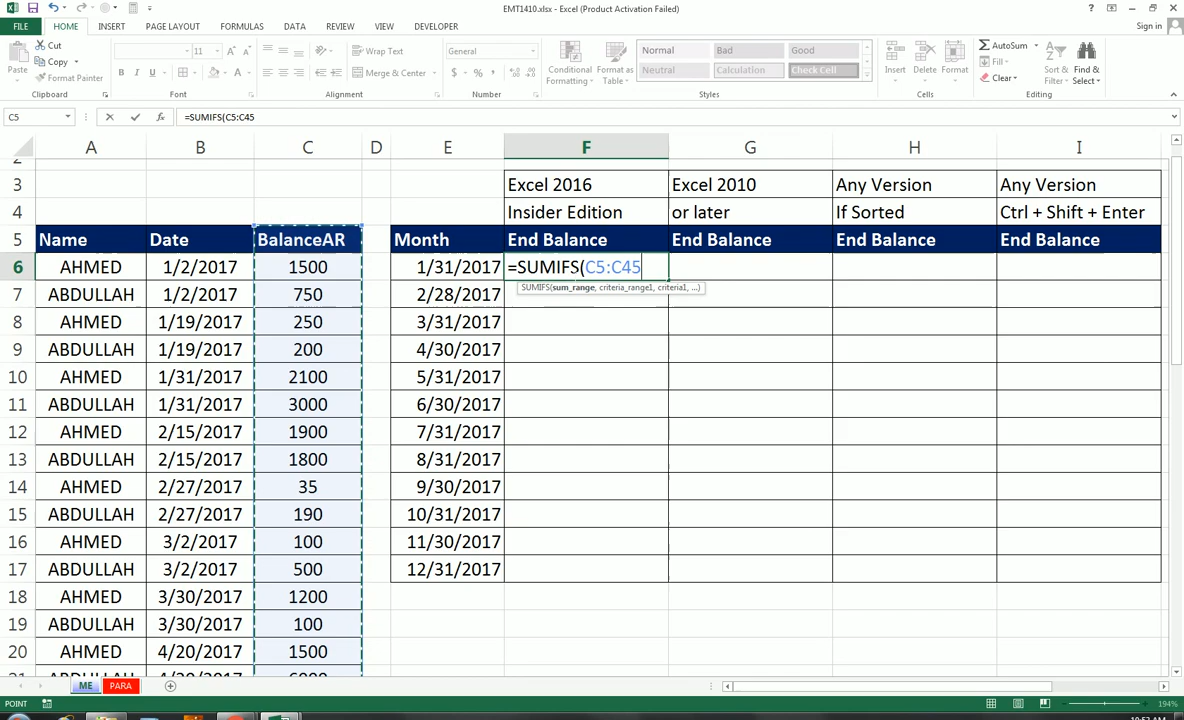 EMT1410.xlsx - Excel (Product Activation Failed)
Sign in
FILE HOME INSERT PAGE LAYOUT FORMULAS DATA REVIEW VIEW DEVELOPER
Paste
Cut
Copy
Format Painter
Clipboard
11
B I U
Font
Wrap Text
Merge & Center
Alignment
General
$ % ,
Number
Conditional Formatting
Format as Table
Normal Bad Good
Neutral Calculation Check Cell
Styles
Insert Delete Format
Cells
AutoSum
Fill
Clear
Sort & Filter
Find & Select
Editing
C5 fx =SUMIFS(C5:C45
A B C D E F G H I
2
3 Excel 2016 Excel 2010 Any Version Any Version
4 Insider Edition or later If Sorted Ctrl + Shift + Enter
5 Name Date BalanceAR Month End Balance End Balance End Balance End Balance
6 AHMED 1/2/2017 1500 1/31/2017 =SUMIFS(C5:C45
SUMIFS(sum_range, criteria_range1, criteria1, ...)
7 ABDULLAH 1/2/2017 750 2/28/2017
8 AHMED 1/19/2017 250 3/31/2017
9 ABDULLAH 1/19/2017 200 4/30/2017
10 AHMED 1/31/2017 2100 5/31/2017
11 ABDULLAH 1/31/2017 3000 6/30/2017
12 AHMED 2/15/2017 1900 7/31/2017
13 ABDULLAH 2/15/2017 1800 8/31/2017
14 AHMED 2/27/2017 35 9/30/2017
15 ABDULLAH 2/27/2017 190 10/31/2017
16 AHMED 3/2/2017 100 11/30/2017
17 ABDULLAH 3/2/2017 500 12/31/2017
18 AHMED 3/30/2017 1200
19 ABDULLAH 3/30/2017 100
20 AHMED 4/20/2017 1500
ME PARA
POINT
194%